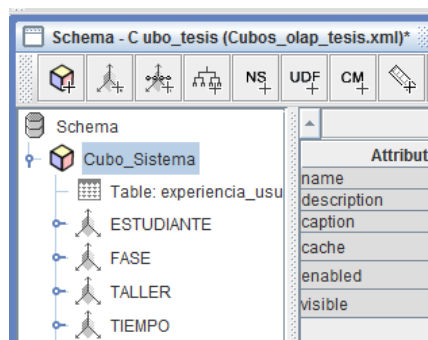 Schema - C ubo_tesis (Cubos_olap_tesis.xml)*
NS UDF CM
Schema
Cubo_Sistema
Table: experiencia_usu
ESTUDIANTE
FASE
TALLER
TIEMPO
Attribut
name
description
caption
cache
enabled
visible